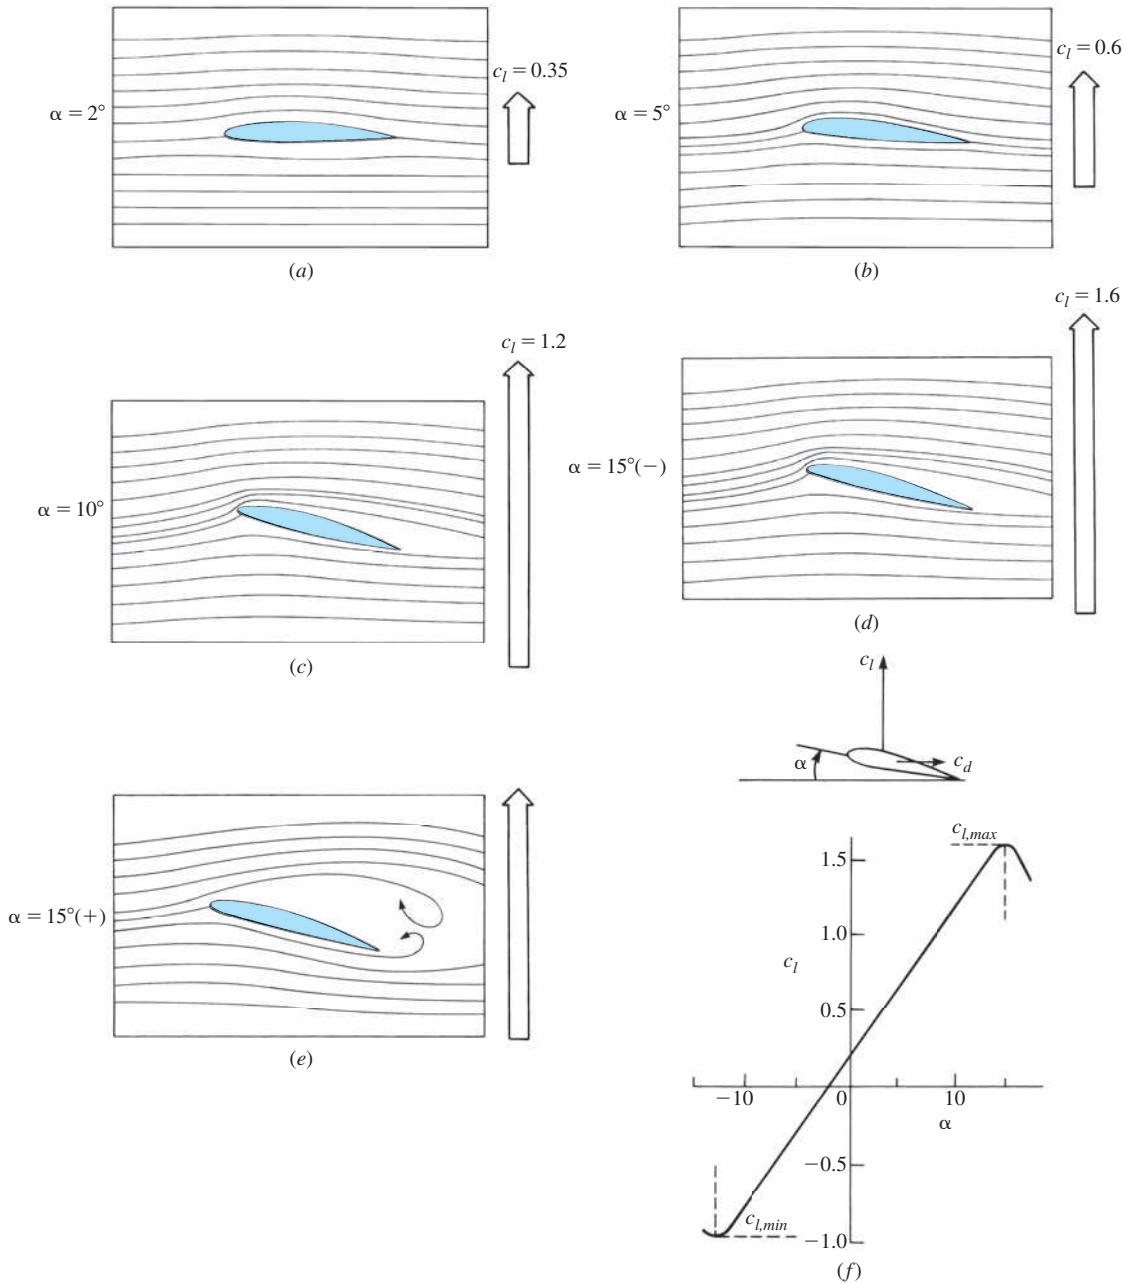 α = 2°
c_l = 0.35
(a)
α = 5°
c_l = 0.6
(b)
α = 10°
c_l = 1.2
(c)
α = 15°(−)
c_l = 1.6
(d)
α = 15°(+)
(e)
c_l
α
c_d
c_l,max
1.5
1.0
c_l
0.5
−10
0
10
α
−0.5
c_l,min
−1.0
(f)